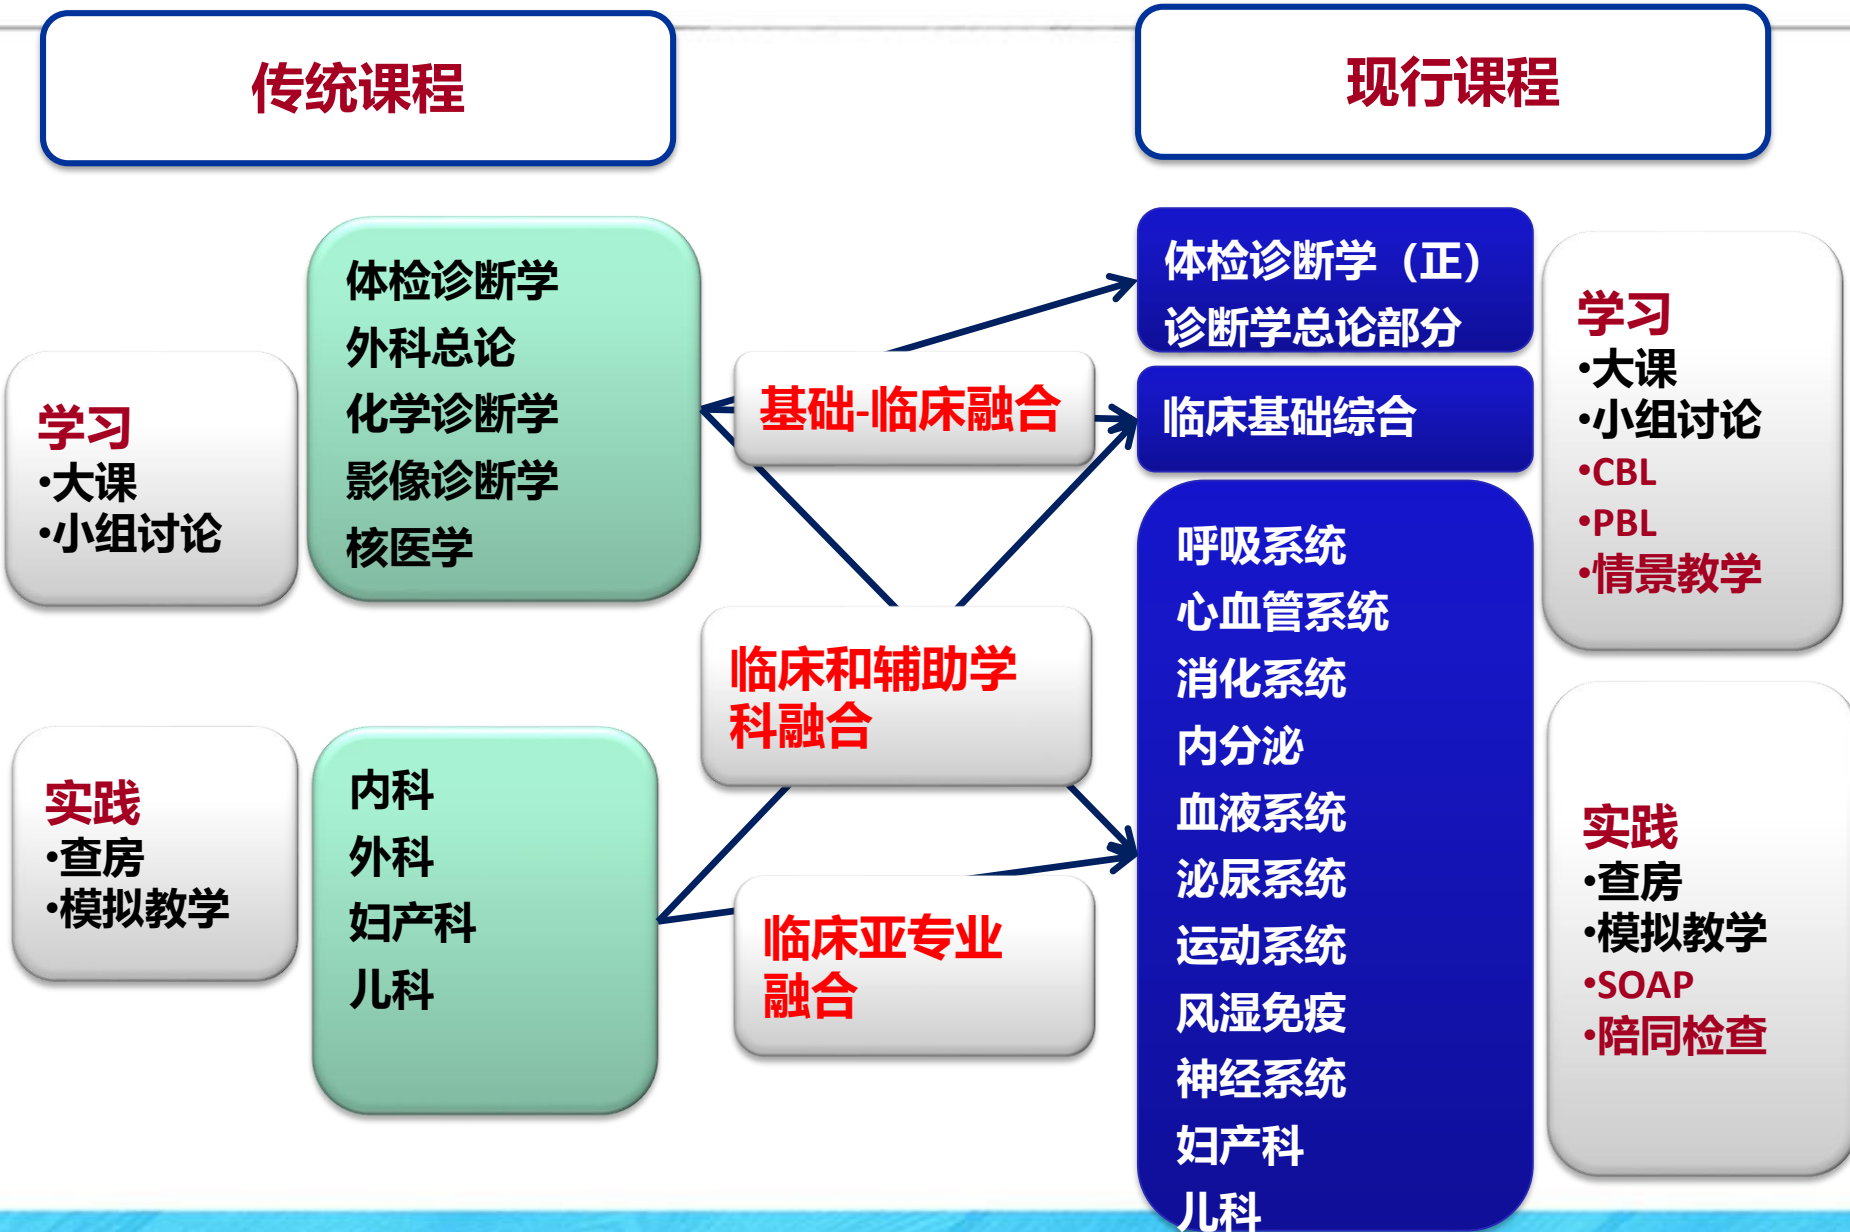 传统课程
现行课程
学习
•大课
•小组讨论
体检诊断学
外科总论
化学诊断学
影像诊断学
核医学
实践
•查房
•模拟教学
内科
外科
妇产科
儿科
基础-临床融合
临床和辅助学
科融合
临床亚专业
融合
体检诊断学（正）
诊断学总论部分
临床基础综合
呼吸系统
心血管系统
消化系统
内分泌
血液系统
泌尿系统
运动系统
风湿免疫
神经系统
妇产科
儿科
学习
•大课
•小组讨论
•CBL
•PBL
•情景教学
实践
•查房
•模拟教学
•SOAP
•陪同检查